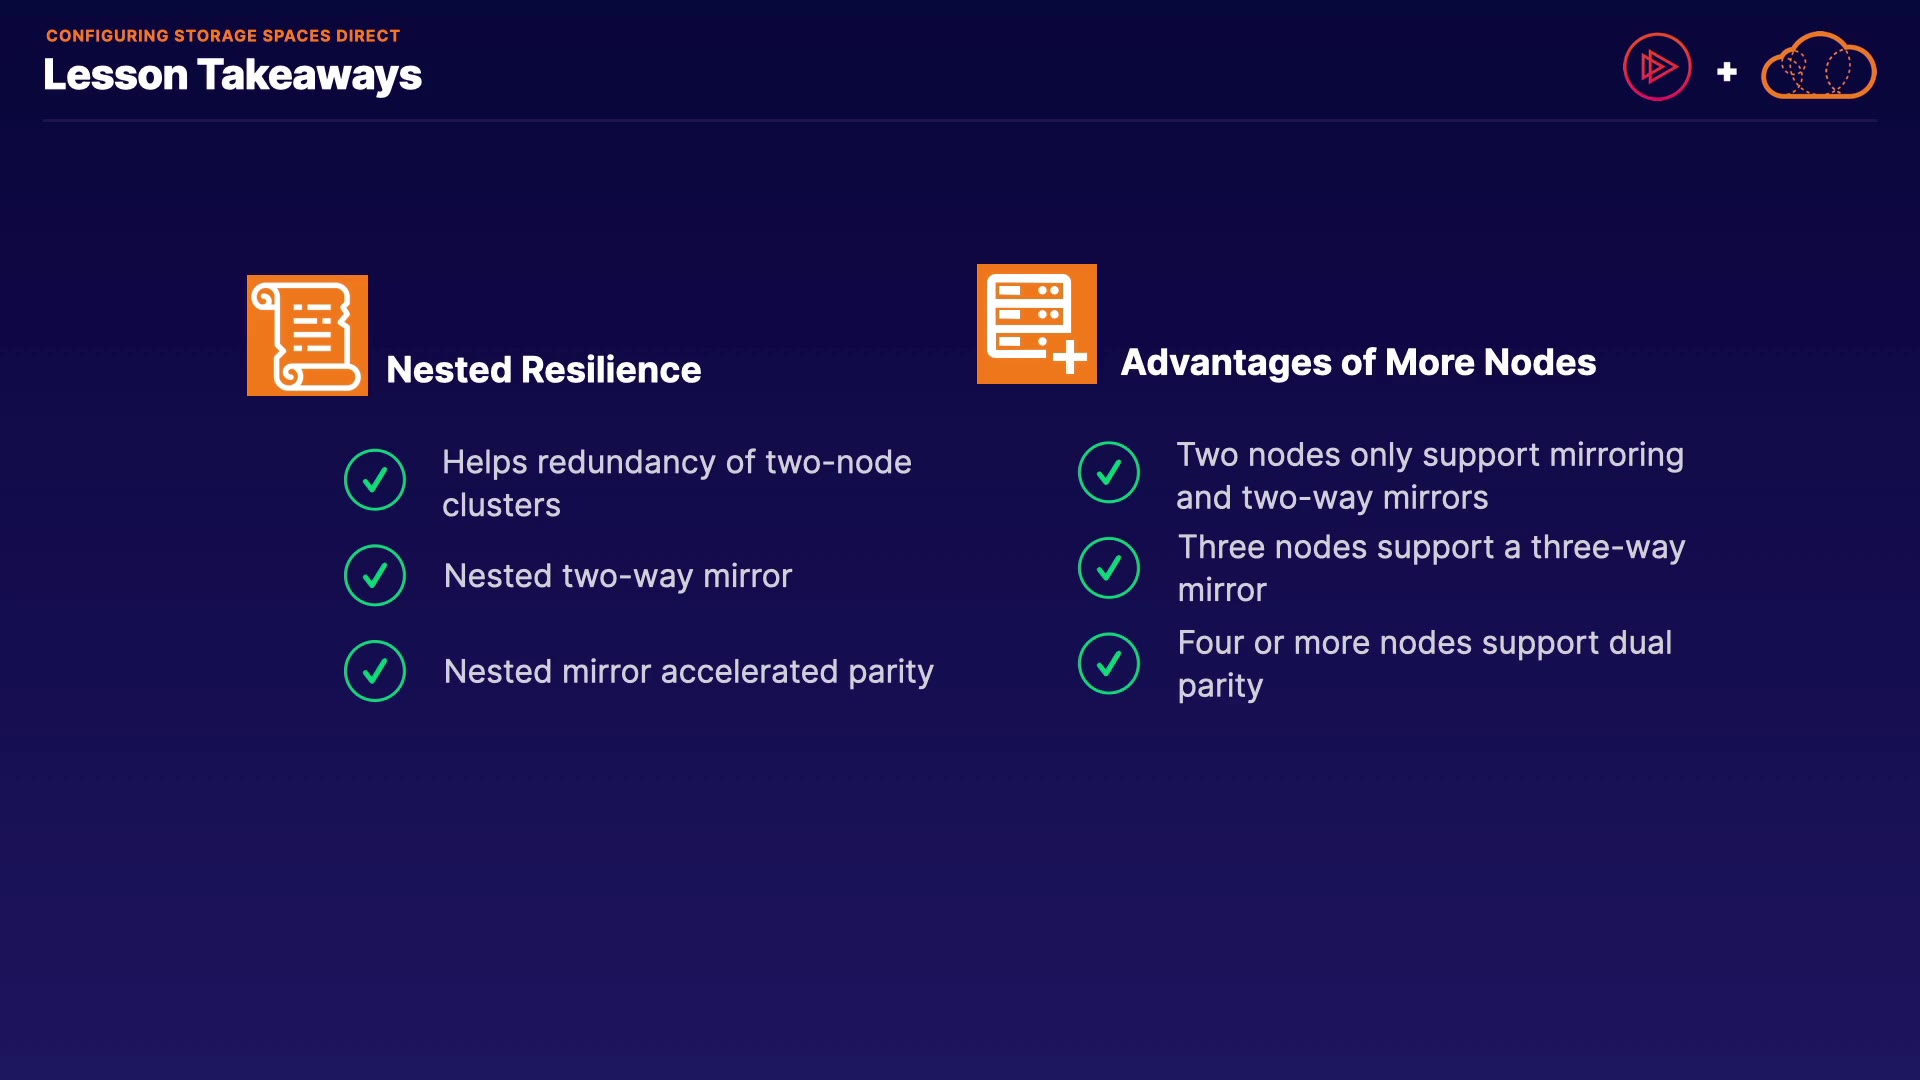 CONFIGURING STORAGE SPACES DIRECT
Lesson Takeaways
Nested Resilience
Helps redundancy of two-node
clusters
Nested two-way mirror
Nested mirror accelerated parity
Advantages of More Nodes
Two nodes only support mirroring
and two-way mirrors
Three nodes support a three-way
mirror
Four or more nodes support dual
parity